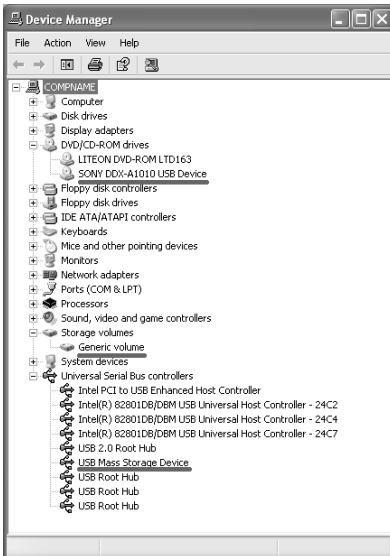 Device Manager
File Action View Help
COMPNAME
Computer
Disk drives
Display adapters
DVD/CD-ROM drives
LITEON DVD-ROM LTD163
SONY DDX-A1010 USB Device
Floppy disk controllers
Floppy disk drives
IDE ATA/ATAPI controllers
Keyboards
Mice and other pointing devices
Monitors
Network adapters
Ports (COM & LPT)
Processors
Sound, video and game controllers
Storage volumes
Generic volume
System devices
Universal Serial Bus controllers
Intel PCI to USB Enhanced Host Controller
Intel(R) 82801DB/DBM USB Universal Host Controller - 24C2
Intel(R) 82801DB/DBM USB Universal Host Controller - 24C4
Intel(R) 82801DB/DBM USB Universal Host Controller - 24C7
USB 2.0 Root Hub
USB Mass Storage Device
USB Root Hub
USB Root Hub
USB Root Hub